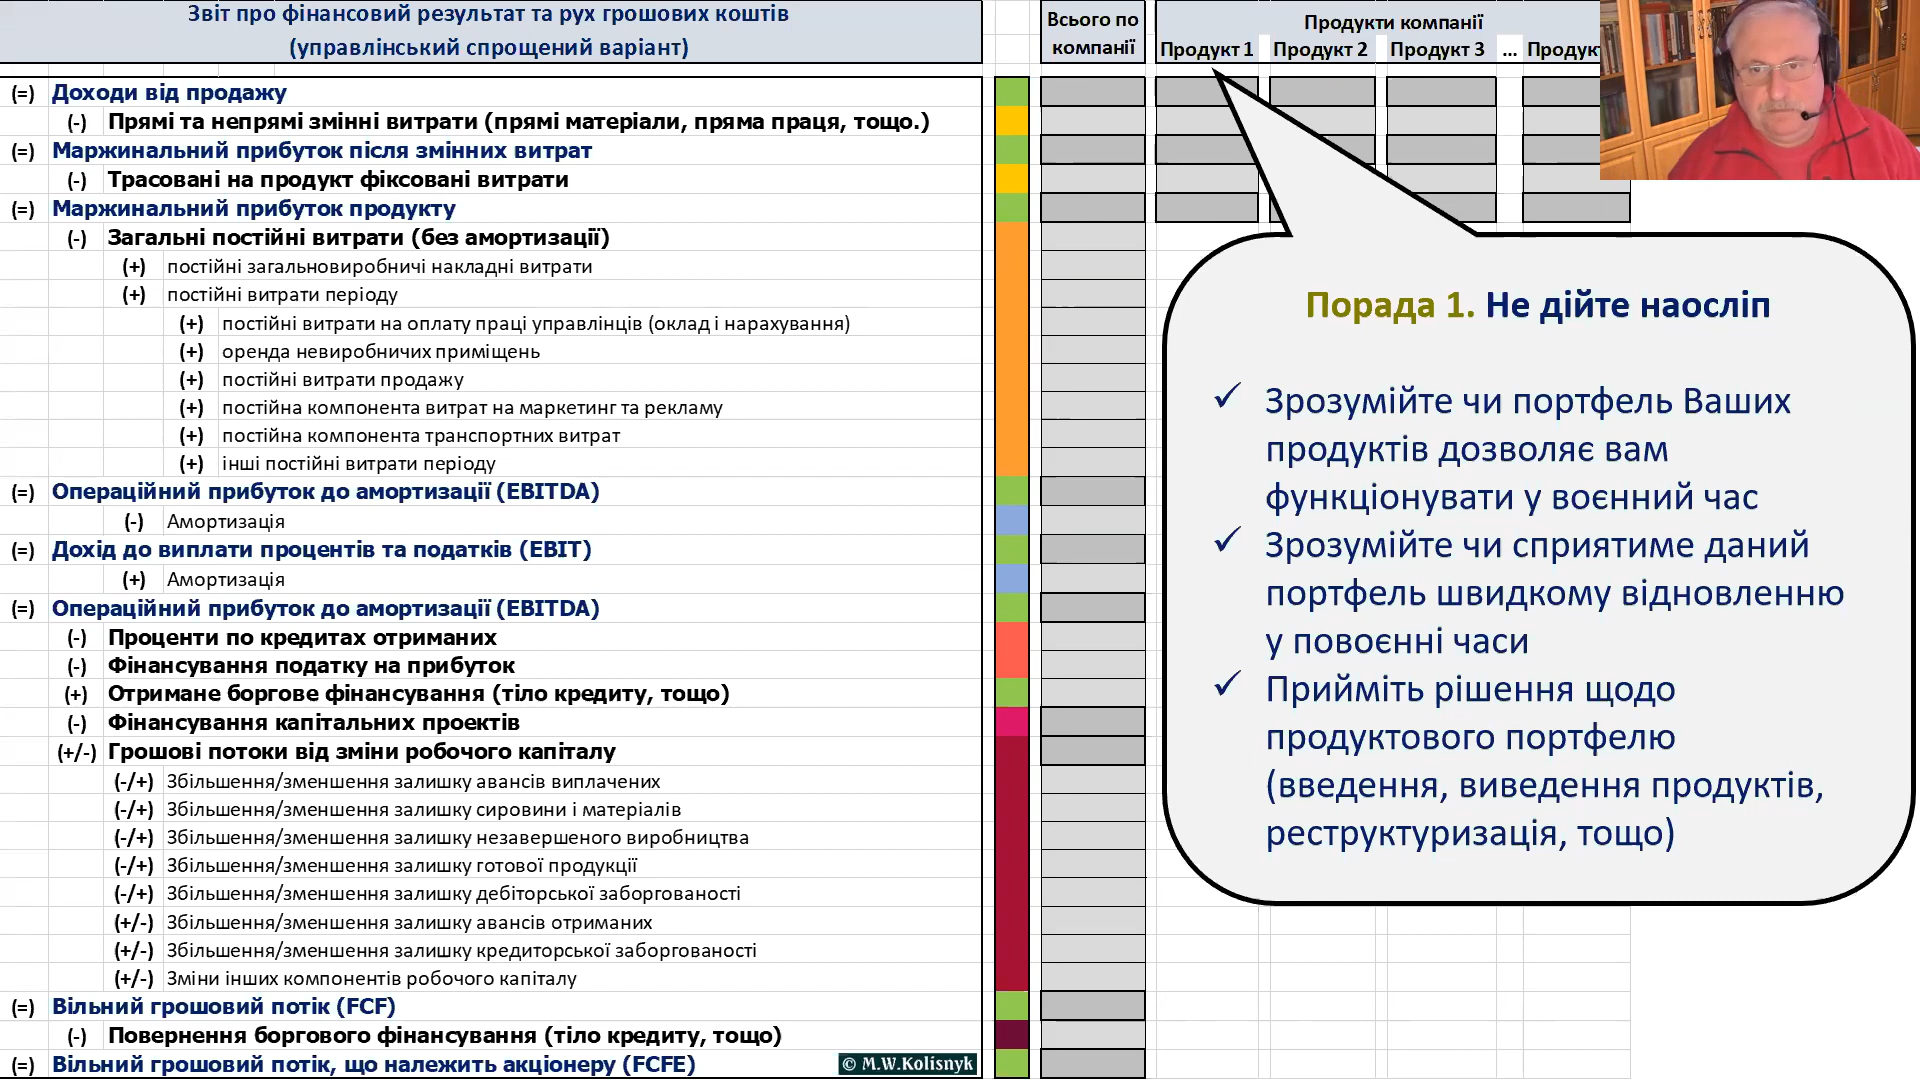 Звіт про фінансовий результат та рух грошових коштів
(управлінський спрощений варіант)
Всього по
компанії
Продукти компанії
Продукт 1 Продукт 2 Продукт 3 ... Продукт
(=) Доходи від продажу
(-) Прямі та непрямі змінні витрати (прямі матеріали, пряма праця, тощо.)
(=) Маржинальний прибуток після змінних витрат
(-) Трасовані на продукт фіксовані витрати
(=) Маржинальний прибуток продукту
(-) Загальні постійні витрати (без амортизації)
(+) постійні загальновиробничі накладні витрати
(+) постійні витрати періоду
(+) постійні витрати на оплату праці управлінців (оклад і нарахування)
(+) оренда невиробничих приміщень
(+) постійні витрати продажу
(+) постійна компонента витрат на маркетинг та рекламу
(+) постійна компонента транспортних витрат
(+) інші постійні витрати періоду
(=) Операційний прибуток до амортизації (EBITDA)
(-) Амортизація
(=) Дохід до виплати процентів та податків (EBIT)
(+) Амортизація
(=) Операційний прибуток до амортизації (EBITDA)
(-) Проценти по кредитах отриманих
(-) Фінансування податку на прибуток
(+) Отримане боргове фінансування (тіло кредиту, тощо)
(-) Фінансування капітальних проектів
(+/-) Грошові потоки від зміни робочого капіталу
(-/+) Збільшення/зменшення залишку авансів виплачених
(-/+) Збільшення/зменшення залишку сировини і матеріалів
(-/+) Збільшення/зменшення залишку незавершеного виробництва
(-/+) Збільшення/зменшення залишку готової продукції
(-/+) Збільшення/зменшення залишку дебіторської заборгованості
(+/-) Збільшення/зменшення залишку авансів отриманих
(+/-) Збільшення/зменшення залишку кредиторської заборгованості
(+/-) Зміни інших компонентів робочого капіталу
(=) Вільний грошовий потік (FCF)
(-) Повернення боргового фінансування (тіло кредиту, тощо)
(=) Вільний грошовий потік, що належить акціонеру (FCFE)
© M.W.Kolisnyk
Порада 1. Не дійте наосліп
✓ Зрозумійте чи портфель Ваших
продуктів дозволяє вам
функціонувати у воєнний час
✓ Зрозумійте чи сприятиме даний
портфель швидкому відновленню
у повоєнні часи
✓ Прийміть рішення щодо
продуктового портфелю
(введення, виведення продуктів,
реструктуризація, тощо)